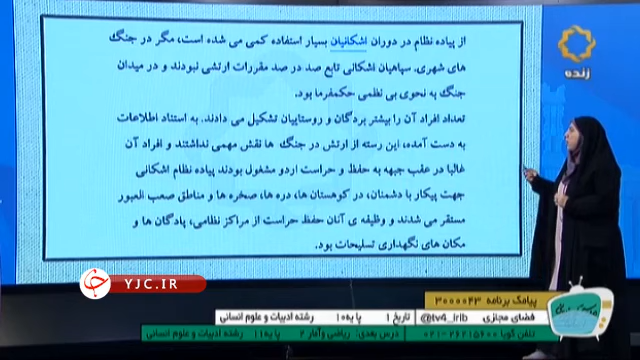 از پیاده نظام در دوران اشکانیان بسیار استفاده کمی می شده است، مگر در جنگ
های شهری. سپاهیان اشکانی تابع صد در صد مقررات ارتشی نبودند و در میدان
جنگ به نحوی بی نظمی حکمفرما بود.
تعداد افراد آن را بیشتر بردگان و روستاییان تشکیل می دادند. به استناد اطلاعات
به دست آمده، این رسته از ارتش در جنگ ها نقش مهمی نداشتند و افراد آن
غالبا در عقب جبهه به حفظ و حراست اردو مشغول بودند پیاده نظام اشکانی
جهت پیکار با دشمنان، در کوهستان ها، دره ها، صخره ها و مناطق صعب العبور
مستقر می شدند و وظیفه ی آنان حفظ حراست از مراکز نظامی، پادگان ها و
مکان های نگهداری تسلیحات بود.
زنده
YJC.IR
پیامک برنامه ۳۰۰۰۰۴۳
فضای مجازی @tv4_irib تاریخ ۱ پایه ۱۰ رشته ادبیات و علوم انسانی
تلفن گویا ۲۶۲۱۵۶۰۰-۰۲۱ درس بعدی: ریاضی و آمار ۲ پایه ۱۱ رشته ادبیات و علوم انسانی